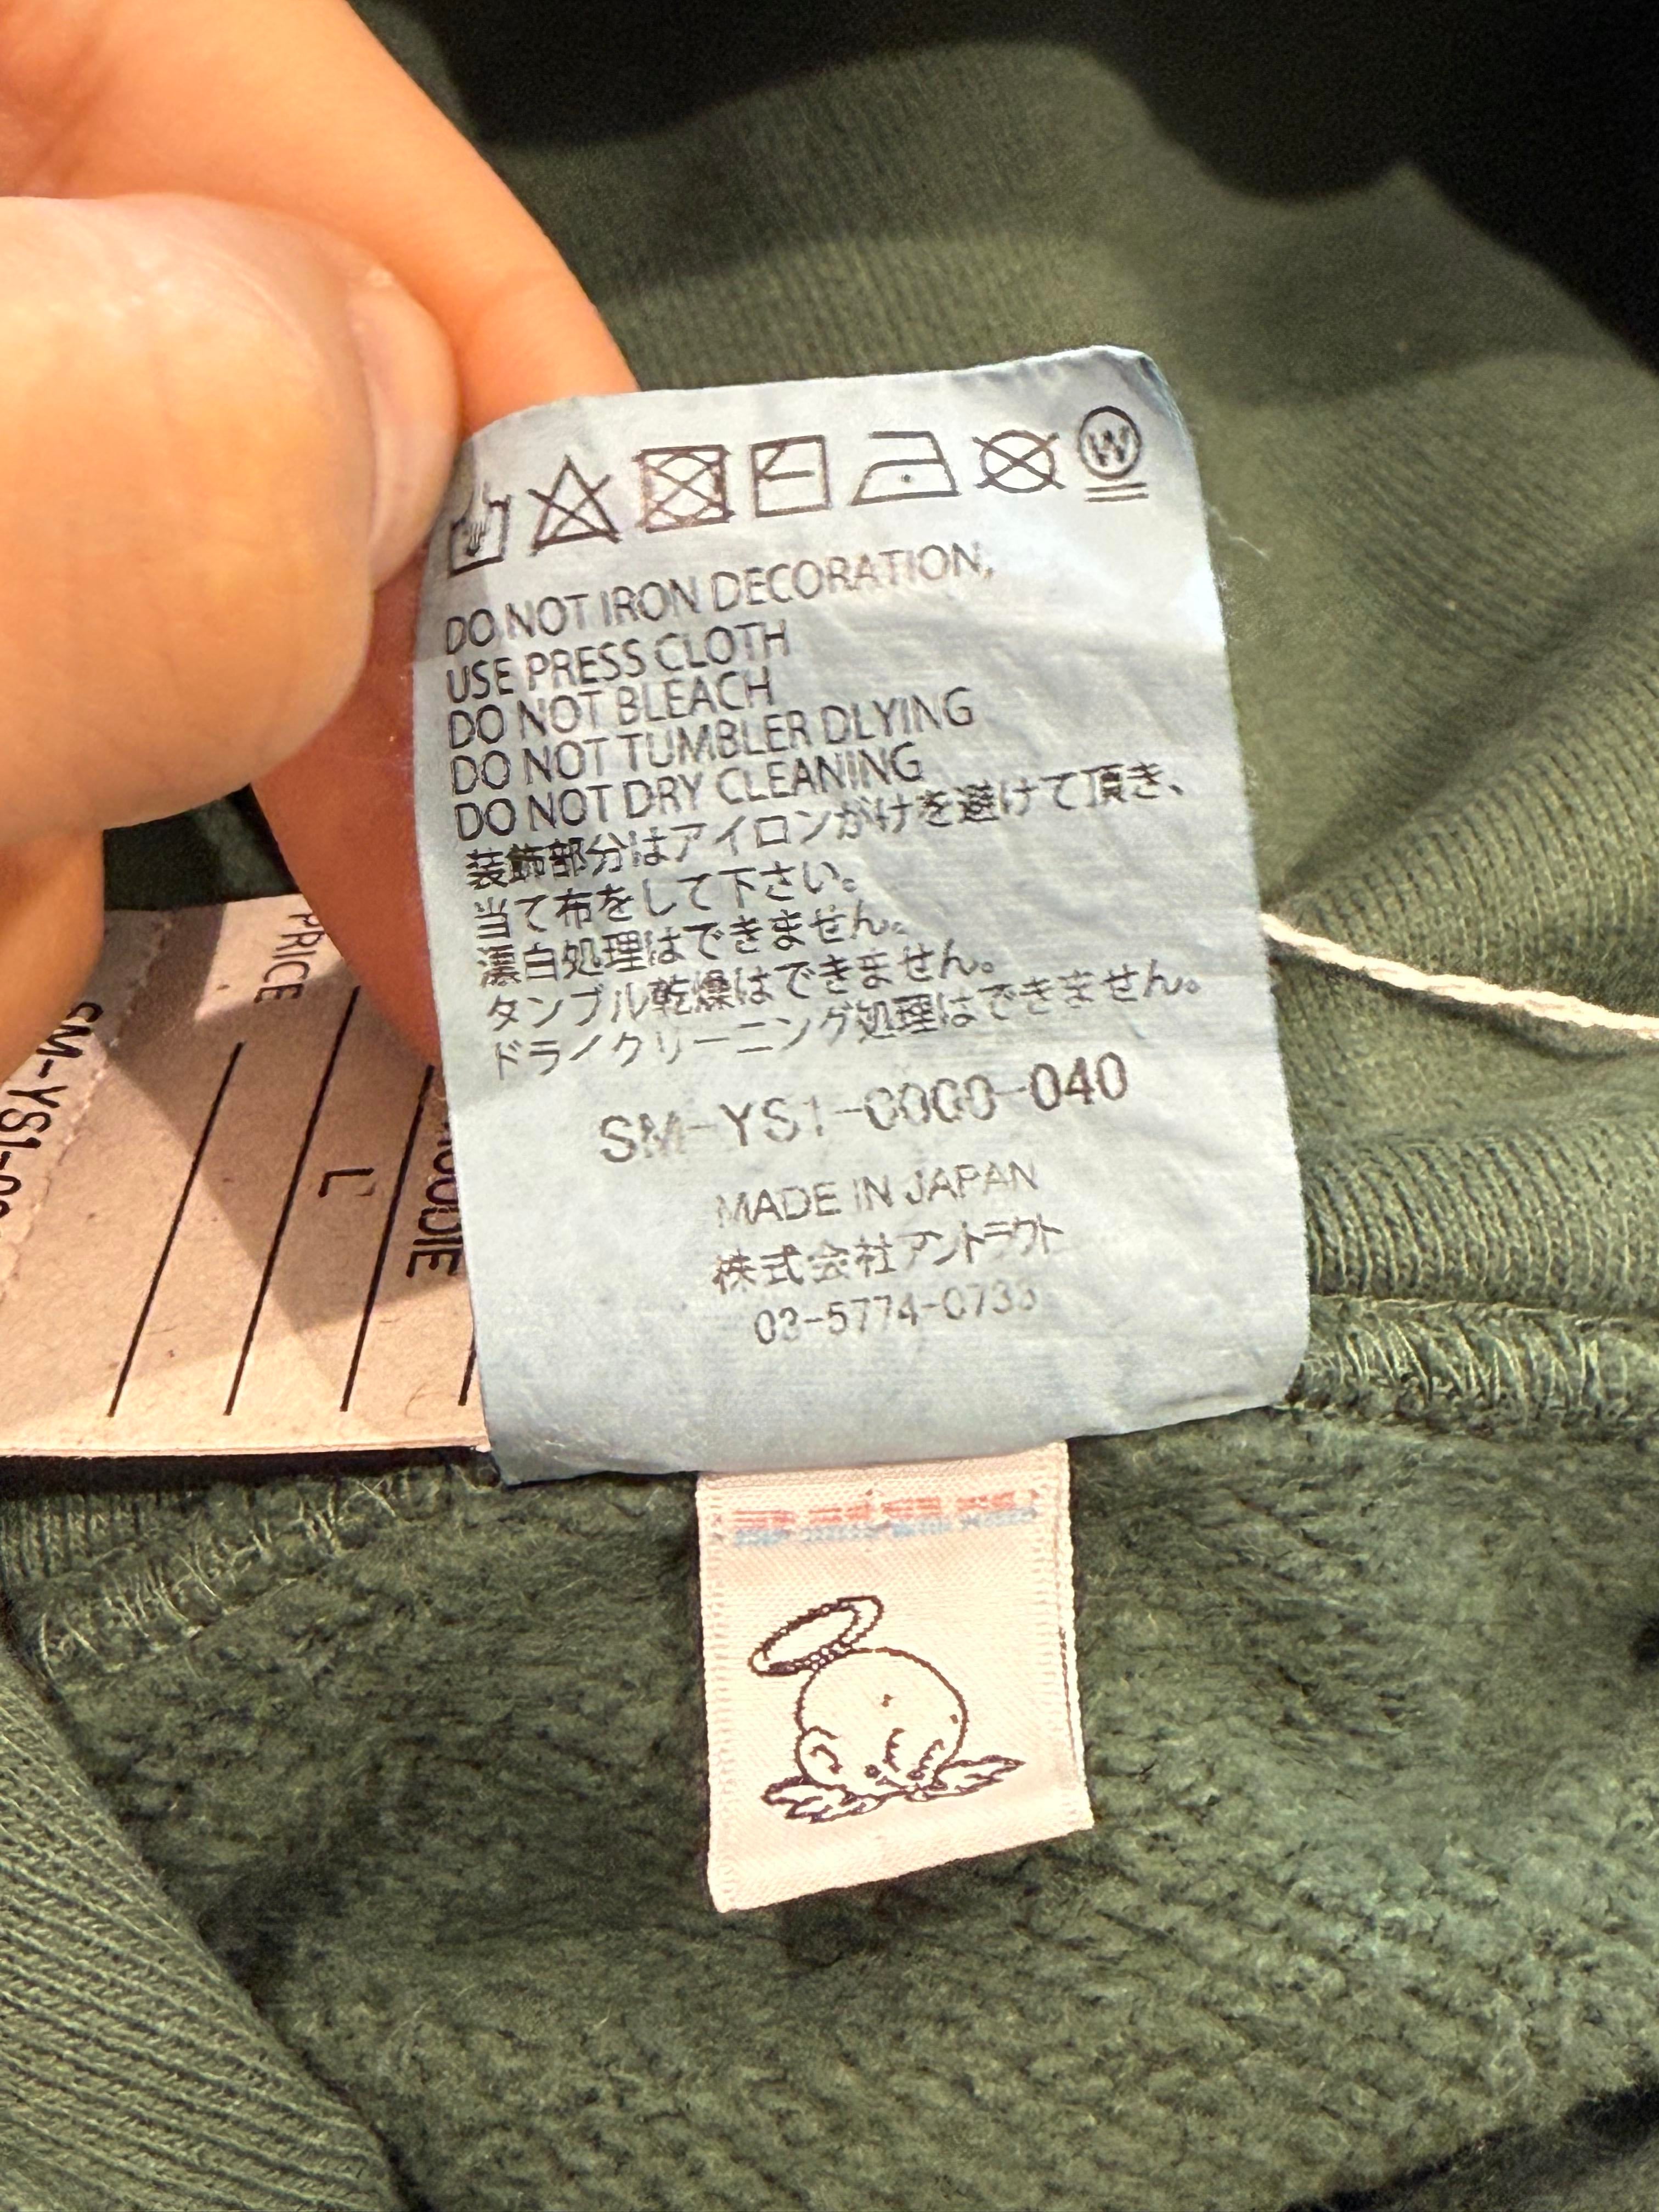 W
DO NOT IRON DECORATION,
USE PRESS CLOTH
DO NOT BLEACH
DO NOT TUMBLER DLYING
DO NOT DRY CLEANING
装飾部分はアイロンがけを避けて頂き、
当て布をして下さい。
漂白処理はできません。
タンブル乾燥はできません。
ドライクリーニング処理はできません。
SM-YS1-0000-040
MADE IN JAPAN
株式会社アントラクト
03-5774-0733
HOODIE
L
PRICE
SM-YS1-